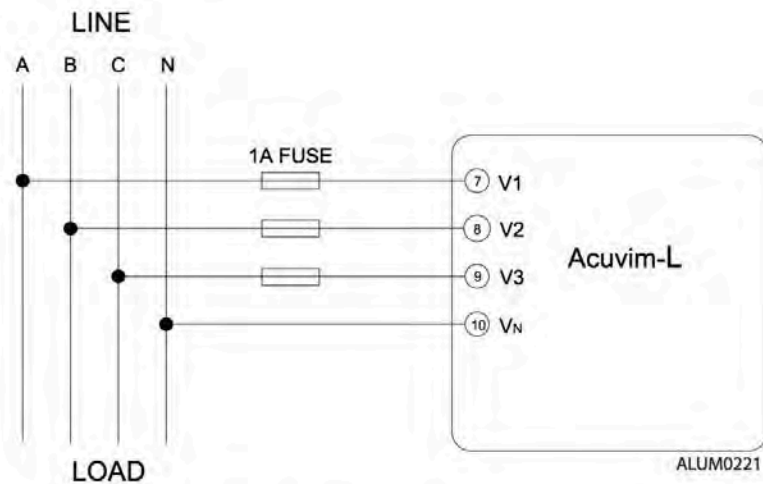 LINE
A B C N
1A FUSE
7 V1
8 V2
9 V3
10 VN
Acuvim-L
LOAD
ALUM0221